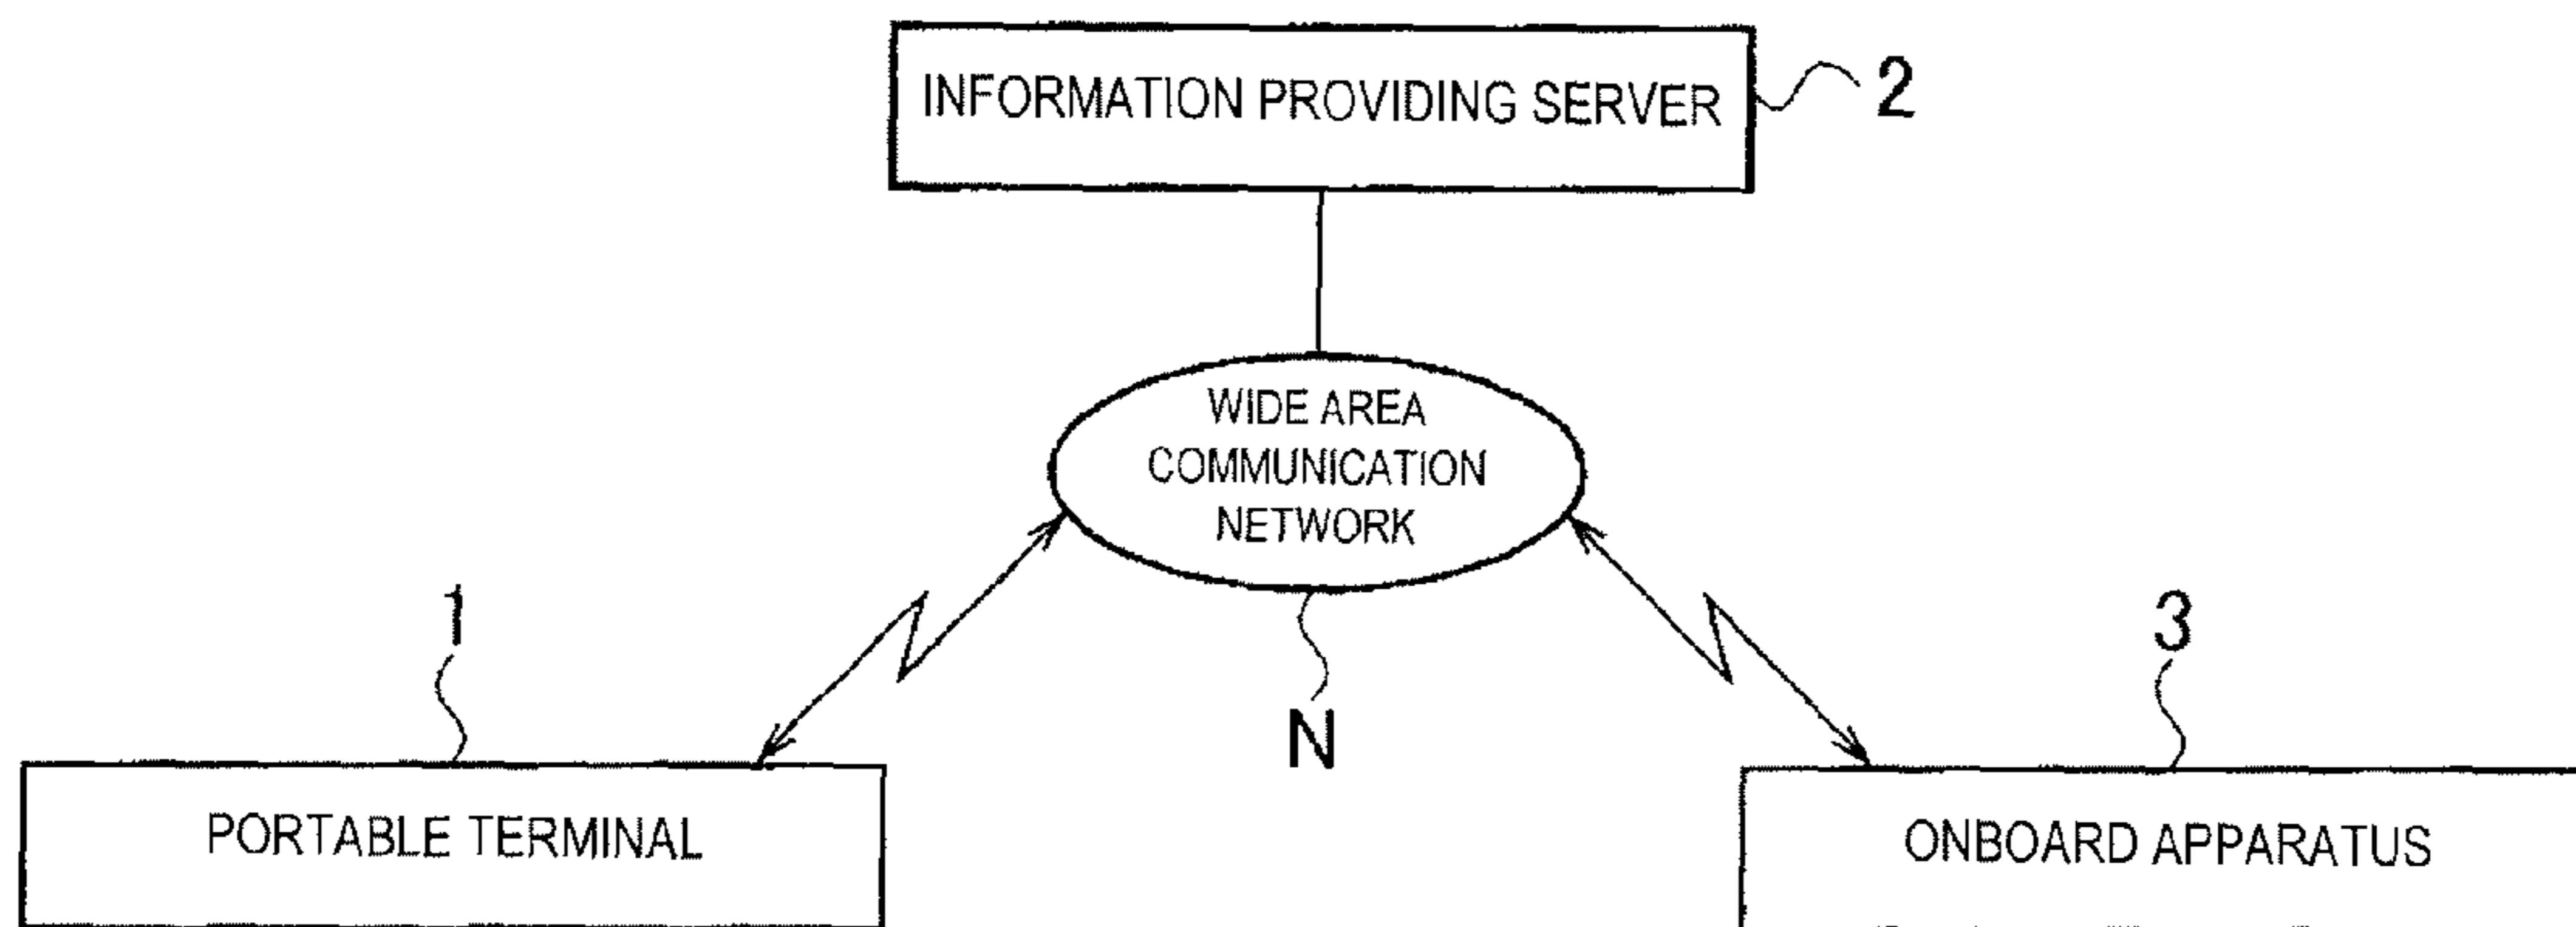 INFORMATION PROVIDING SERVER
2
WIDE AREA
COMMUNICATION
NETWORK
1
3
N
PORTABLE TERMINAL
ONBOARD APPARATUS